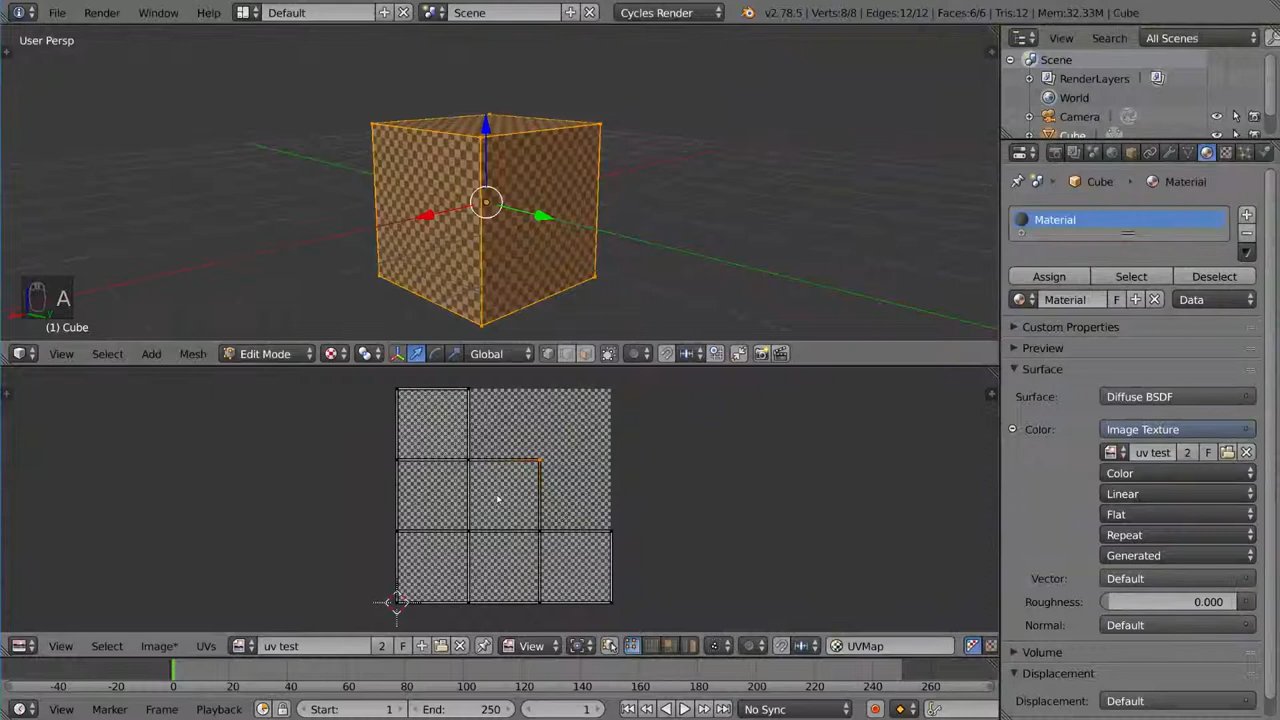 File Render Window Help Default Scene Cycles Render v2.78.5 | Verts:8/8 | Edges:12/12 | Faces:6/6 | Tris:12 | Mem:32.33M | Cube
User Persp
View Search All Scenes
Scene
RenderLayers
World
Camera
Cube
Cube Material
Material
A
(1) Cube
Assign Select Deselect
Material F Data
Custom Properties
Preview
Surface
Surface: Diffuse BSDF
Color: Image Texture
uv test 2 F
Color
Linear
Flat
Repeat
Generated
Vector: Default
Roughness: 0.000
Normal: Default
Volume
Displacement
Displacement: Default
View Select Add Mesh Edit Mode Global
View Select Image* UVs uv test 2 F View UVMap
-40 -20 0 20 40 60 80 100 120 140 160 180 200 220 240 260
View Marker Frame Playback Start: 1 End: 250 1 No Sync